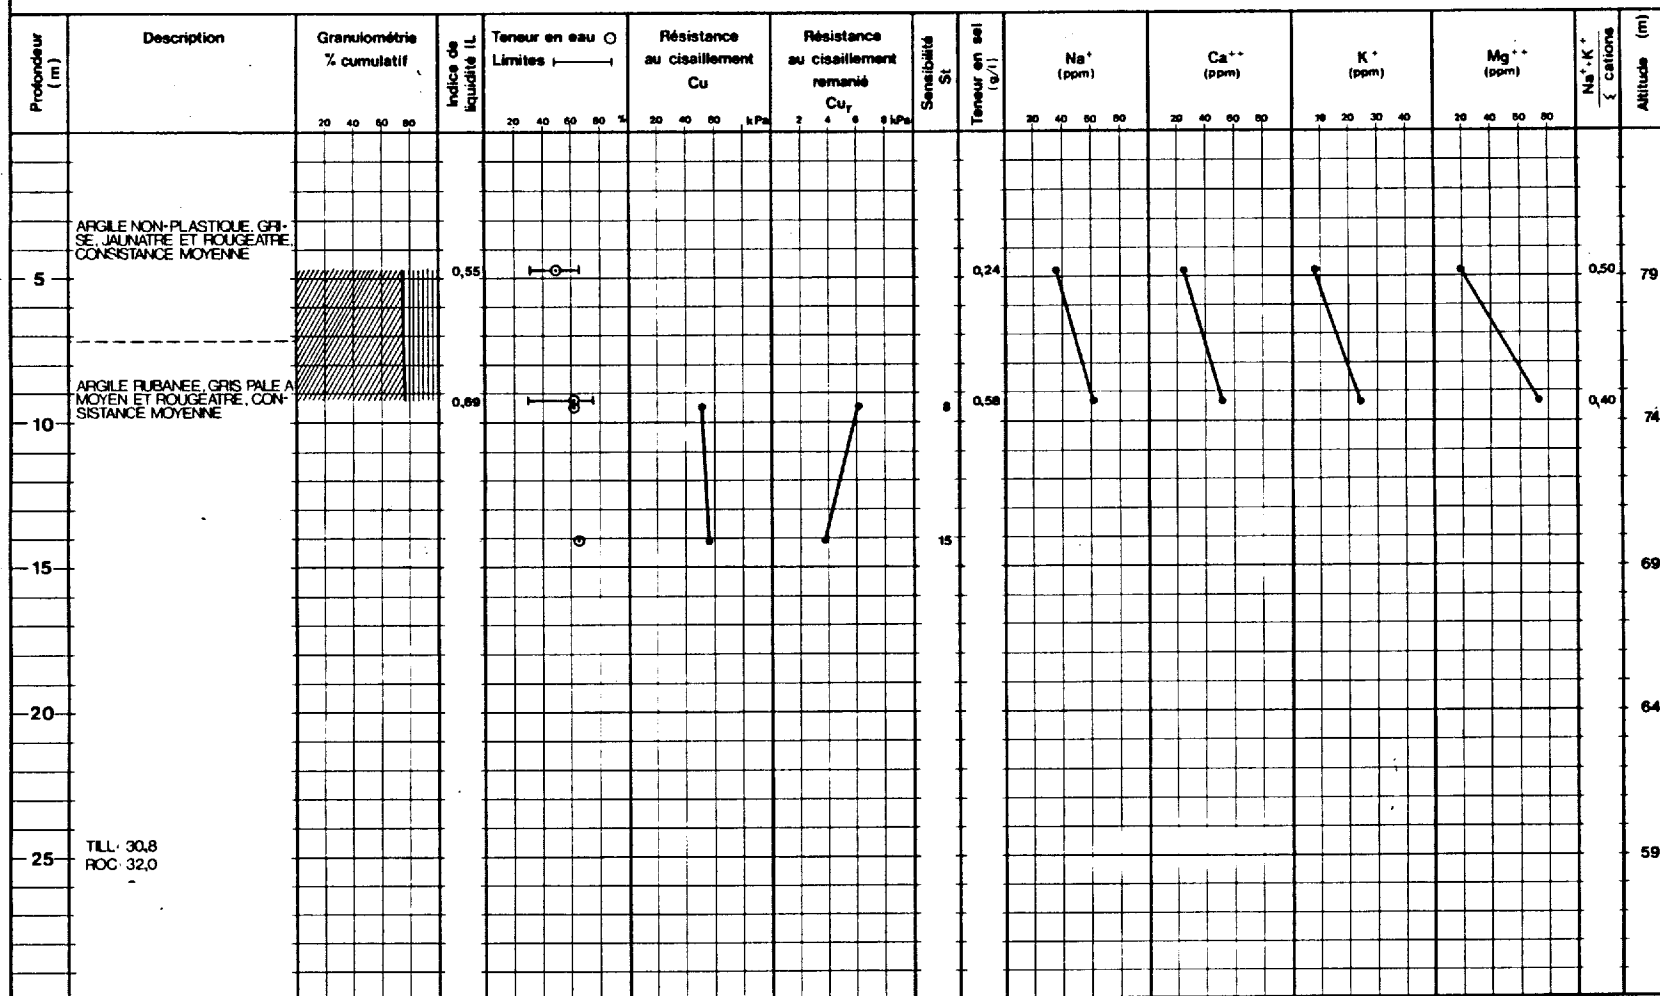 Profondeur (m)
Description
Granulométrie
% cumulatif
20 40 60 80
Indice de liquidité IL
Teneur en eau
Limites
20 40 60 80 %
Résistance
au cisaillement
Cu
20 40 60 kPa
Résistance
au cisaillement
remanié
Cur
2 4 6 8 kPa
Sensibilité St
Teneur en sel (g/l)
Na+
(ppm)
20 40 60 80
Ca++
(ppm)
20 40 60 80
K+
(ppm)
10 20 30 40
Mg++
(ppm)
20 40 60 80
Na+·K+
Σ cations
Altitude (m)
ARGILE NON-PLASTIQUE, GRI-
SE, JAUNATRE ET ROUGEATRE,
CONSISTANCE MOYENNE
5
0,55
0,24
0,50
79
ARGILE RUBANEE, GRIS PALE A
MOYEN ET ROUGEATRE, CON-
SISTANCE MOYENNE
0,69
8
0,58
0,40
10
74
15
15
69
20
64
TILL· 30,8
ROC· 32,0
25
59